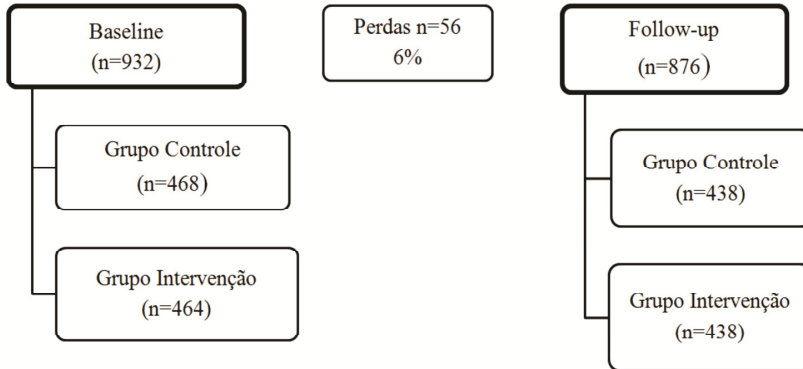 Baseline
(n=932)
Grupo Controle
(n=468)
Grupo Intervenção
(n=464)
Perdas n=56
6%
Follow-up
(n=876)
Grupo Controle
(n=438)
Grupo Intervenção
(n=438)